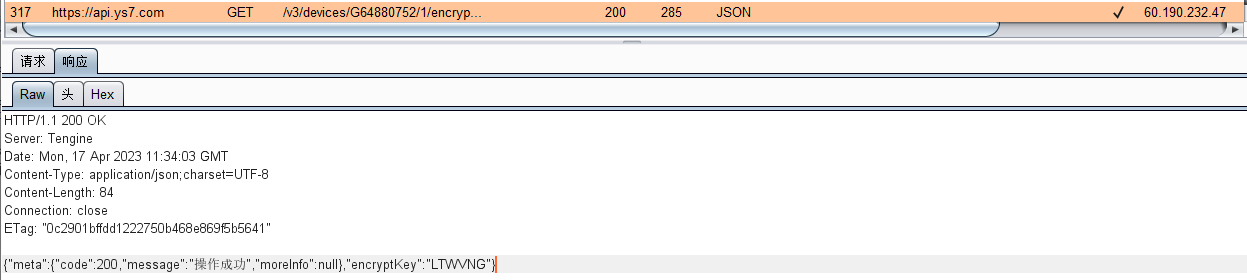 317 https://api.ys7.com GET /v3/devices/G64880752/1/encryp... 200 285 JSON ✓ 60.190.232.47
请求 响应
Raw 头 Hex
HTTP/1.1 200 OK
Server: Tengine
Date: Mon, 17 Apr 2023 11:34:03 GMT
Content-Type: application/json;charset=UTF-8
Content-Length: 84
Connection: close
ETag: "0c2901bffdd1222750b468e869f5b5641"
{"meta":{"code":200,"message":"操作成功","moreInfo":null},"encryptKey":"LTWVNG"}